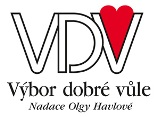 VDV
Výbor dobré vůle
Nadace Olgy Havlové